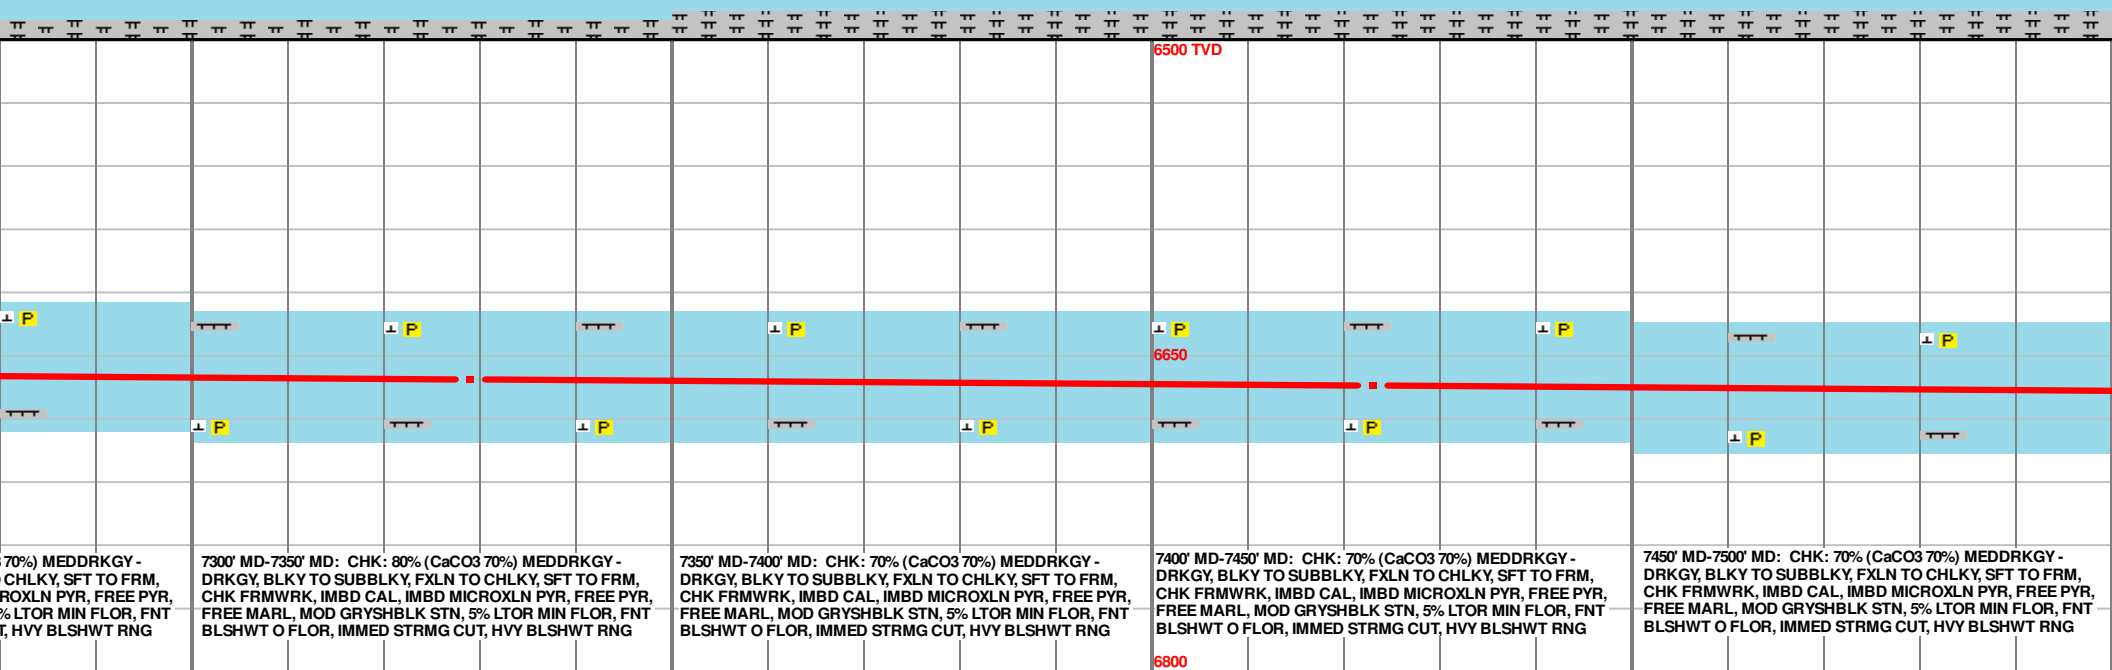 6500 TVD
P
P
P
P
P
P
6650
P
P
P
P
P
3 70%) MEDDRKGY -
CHLKY, SFT TO FRM,
ROXLN PYR, FREE PYR,
% LTOR MIN FLOR, FNT
T, HVY BLSHWT RNG
7300' MD-7350' MD:  CHK: 80% (CaCO3 70%) MEDDRKGY -
DRKGY, BLKY TO SUBBLKY, FXLN TO CHLKY, SFT TO FRM,
CHK FRMWRK, IMBD CAL, IMBD MICROXLN PYR, FREE PYR,
FREE MARL, MOD GRYSHBLK STN, 5% LTOR MIN FLOR, FNT
BLSHWT O FLOR, IMMED STRMG CUT, HVY BLSHWT RNG
7350' MD-7400' MD:  CHK: 70% (CaCO3 70%) MEDDRKGY -
DRKGY, BLKY TO SUBBLKY, FXLN TO CHLKY, SFT TO FRM,
CHK FRMWRK, IMBD CAL, IMBD MICROXLN PYR, FREE PYR,
FREE MARL, MOD GRYSHBLK STN, 5% LTOR MIN FLOR, FNT
BLSHWT O FLOR, IMMED STRMG CUT, HVY BLSHWT RNG
7400' MD-7450' MD:  CHK: 70% (CaCO3 70%) MEDDRKGY -
DRKGY, BLKY TO SUBBLKY, FXLN TO CHLKY, SFT TO FRM,
CHK FRMWRK, IMBD CAL, IMBD MICROXLN PYR, FREE PYR,
FREE MARL, MOD GRYSHBLK STN, 5% LTOR MIN FLOR, FNT
BLSHWT O FLOR, IMMED STRMG CUT, HVY BLSHWT RNG
7450' MD-7500' MD:  CHK: 70% (CaCO3 70%) MEDDRKGY -
DRKGY, BLKY TO SUBBLKY, FXLN TO CHLKY, SFT TO FRM,
CHK FRMWRK, IMBD CAL, IMBD MICROXLN PYR, FREE PYR,
FREE MARL, MOD GRYSHBLK STN, 5% LTOR MIN FLOR, FNT
BLSHWT O FLOR, IMMED STRMG CUT, HVY BLSHWT RNG
6800